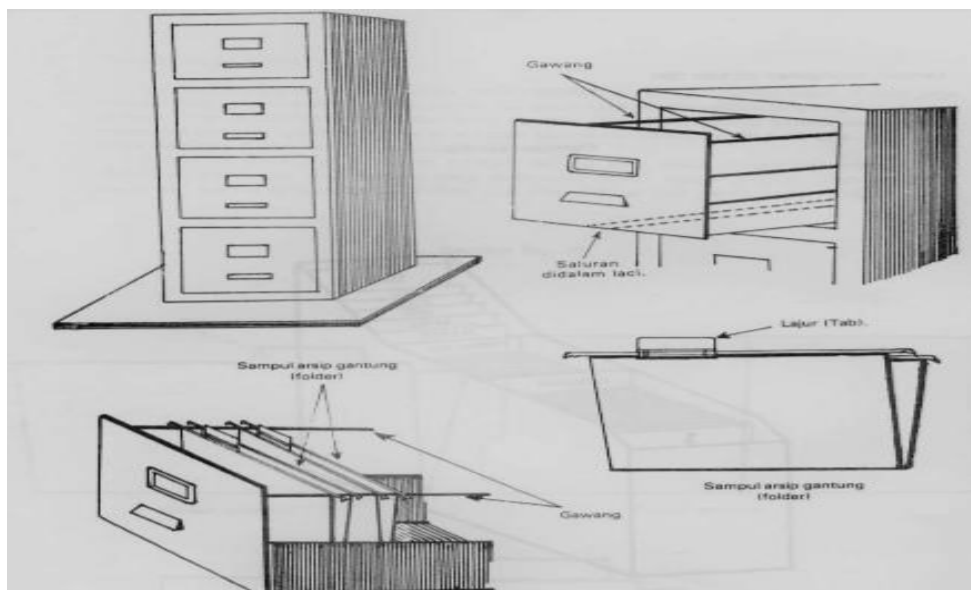 Gawang
Saluran
didalam laci.
Lajur (Tab).
Sampul arsip gantung
(folder)
Sampul arsip gantung
(folder)
Gawang